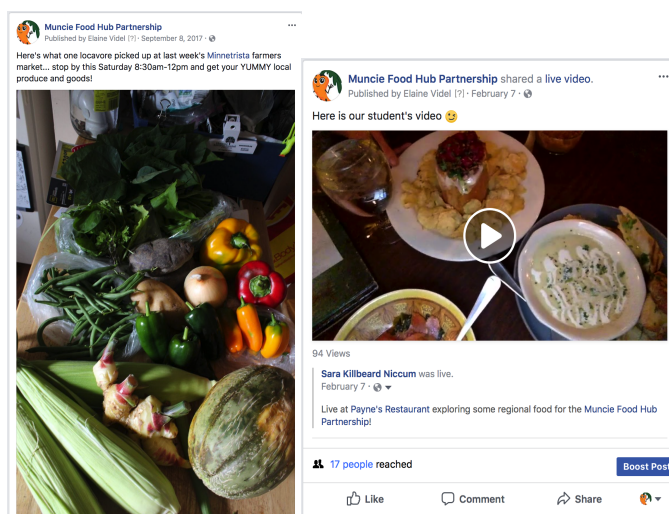 Muncie Food Hub Partnership
Published by Elaine Videl [?] · September 8, 2017 ·
Here's what one locavore picked up at last week's Minnetrista farmers
market... stop by this Saturday 8:30am-12pm and get your YUMMY local
produce and goods!
Muncie Food Hub Partnership shared a live video.
Published by Elaine Videl [?] · February 7 ·
Here is our student's video
94 Views
Sara Killbeard Niccum was live.
February 7 ·
Live at Payne's Restaurant exploring some regional food for the Muncie Food Hub
Partnership!
17 people reached
Boost Post
Like
Comment
Share